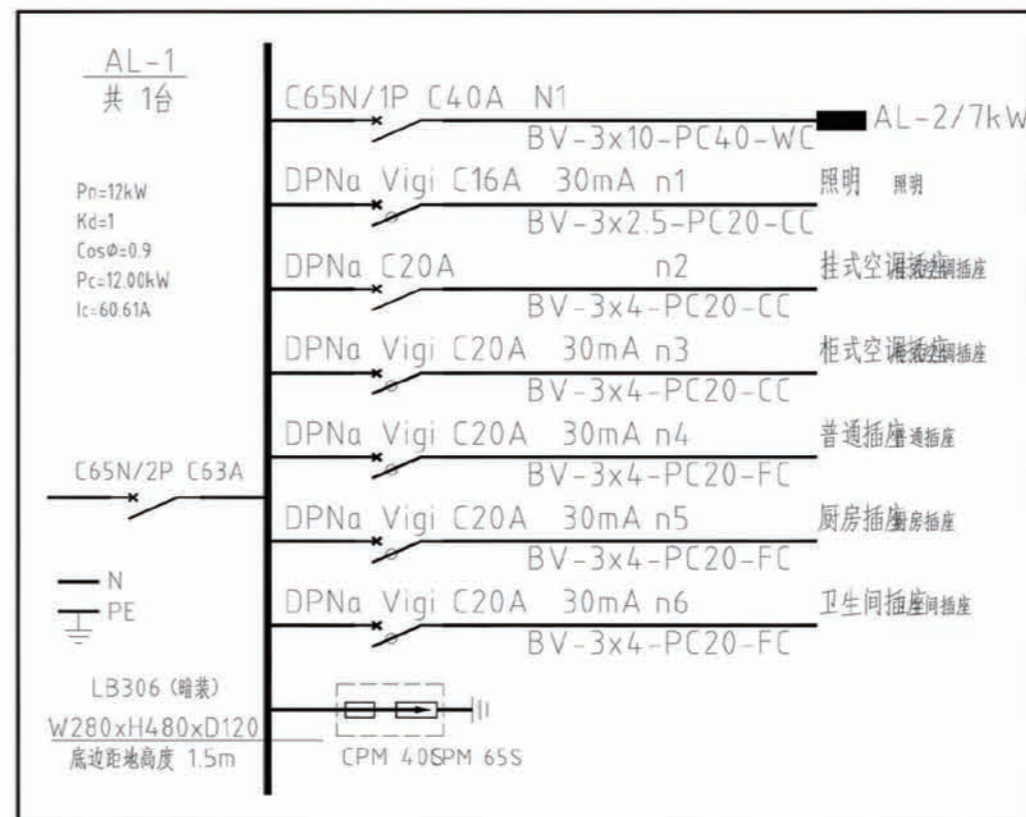 AL-1
共 1台
Pn=12kW
Kd=1
CosΦ=0.9
Pc=12.00kW
Ic=60.61A
C65N/2P C63A
N
PE
LB306 (暗装)
W280xH480xD120
底边距地高度 1.5m
C65N/1P C40A N1
BV-3x10-PC40-WC
AL-2/7kW
DPNa Vigi C16A 30mA n1
BV-3x2.5-PC20-CC
照明 照明
DPNa C20A n2
BV-3x4-PC20-CC
挂式空调插座
DPNa Vigi C20A 30mA n3
BV-3x4-PC20-CC
柜式空调插座
DPNa Vigi C20A 30mA n4
BV-3x4-PC20-FC
普通插座 普通插座
DPNa Vigi C20A 30mA n5
BV-3x4-PC20-FC
厨房插座 厨房插座
DPNa Vigi C20A 30mA n6
BV-3x4-PC20-FC
卫生间插座
CPM 40S CPM 65S